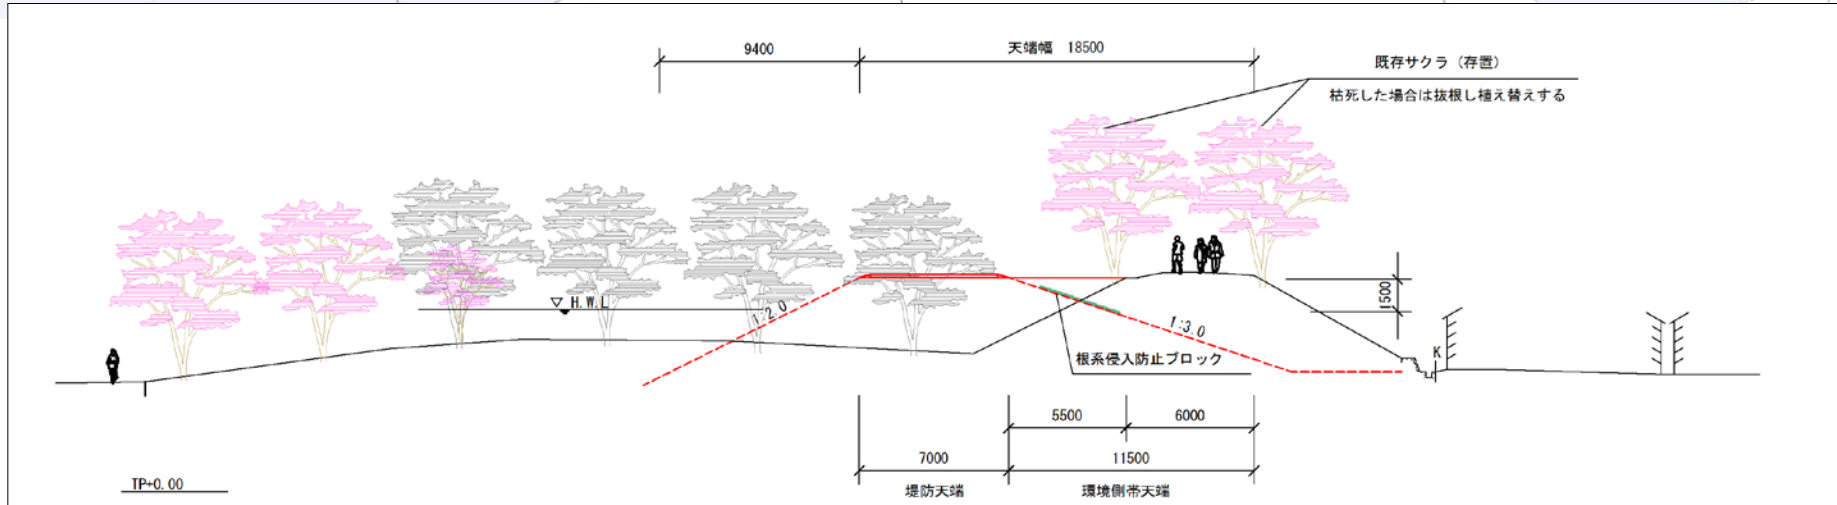 9400
天端幅 18500
既存サクラ（存置）
枯死した場合は抜根し植え替えする
▽ H.W.L
1:2.0
1:3.0
1500
根系侵入防止ブロック
K
5500
6000
7000
11500
堤防天端
環境側帯天端
TP+0.00